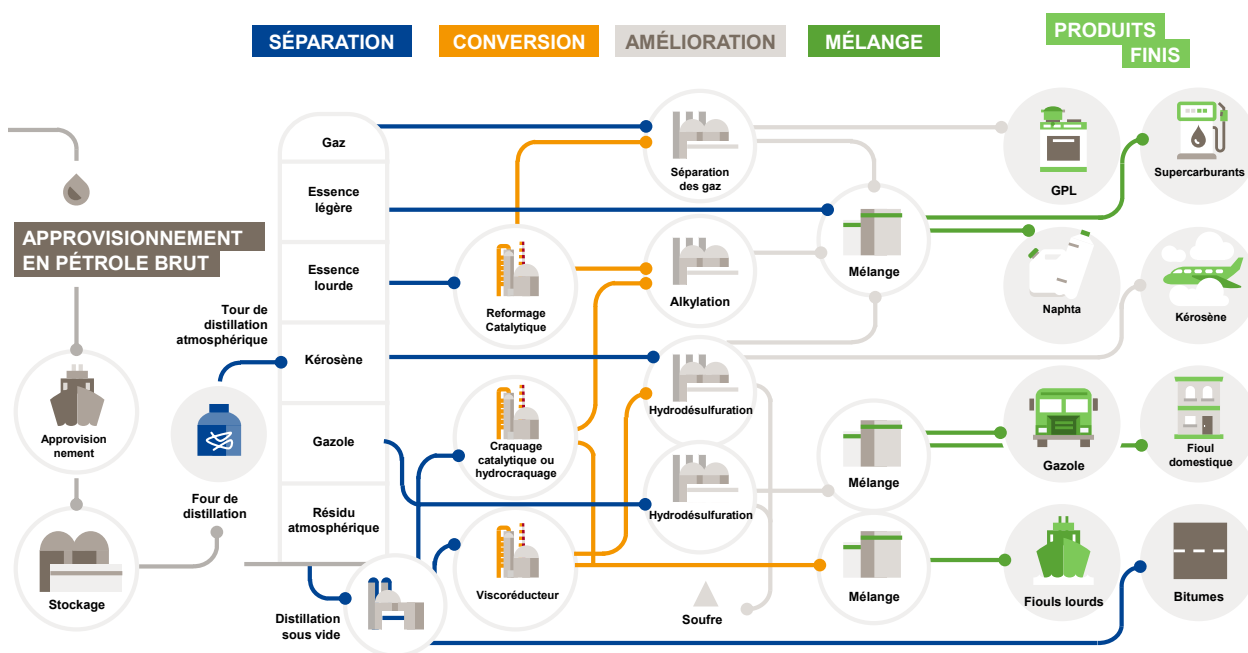 SÉPARATION
CONVERSION
AMÉLIORATION
MÉLANGE
PRODUITS
FINIS
APPROVISIONNEMENT
EN PÉTROLE BRUT
Approvision
nement
Stockage
Four de
distillation
Tour de
distillation
atmosphérique
Gaz
Essence
légère
Essence
lourde
Kérosène
Gazole
Résidu
atmosphérique
Distillation
sous vide
Reformage
Catalytique
Craquage
catalytique ou
hydrocraquage
Viscoréducteur
Séparation
des gaz
Alkylation
Hydrodésulfuration
Hydrodésulfuration
Soufre
Mélange
Mélange
Mélange
GPL
Supercarburants
Naphta
Kérosène
Gazole
Fioul
domestique
Fiouls lourds
Bitumes